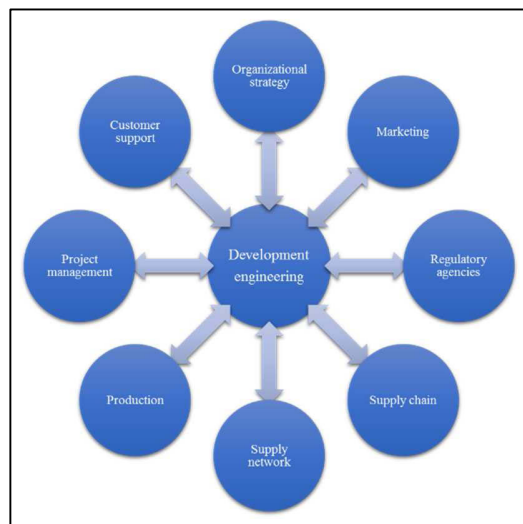 Organizational
strategy
Customer
support
Marketing
Project
management
Development
engineering
Regulatory
agencies
Production
Supply chain
Supply
network